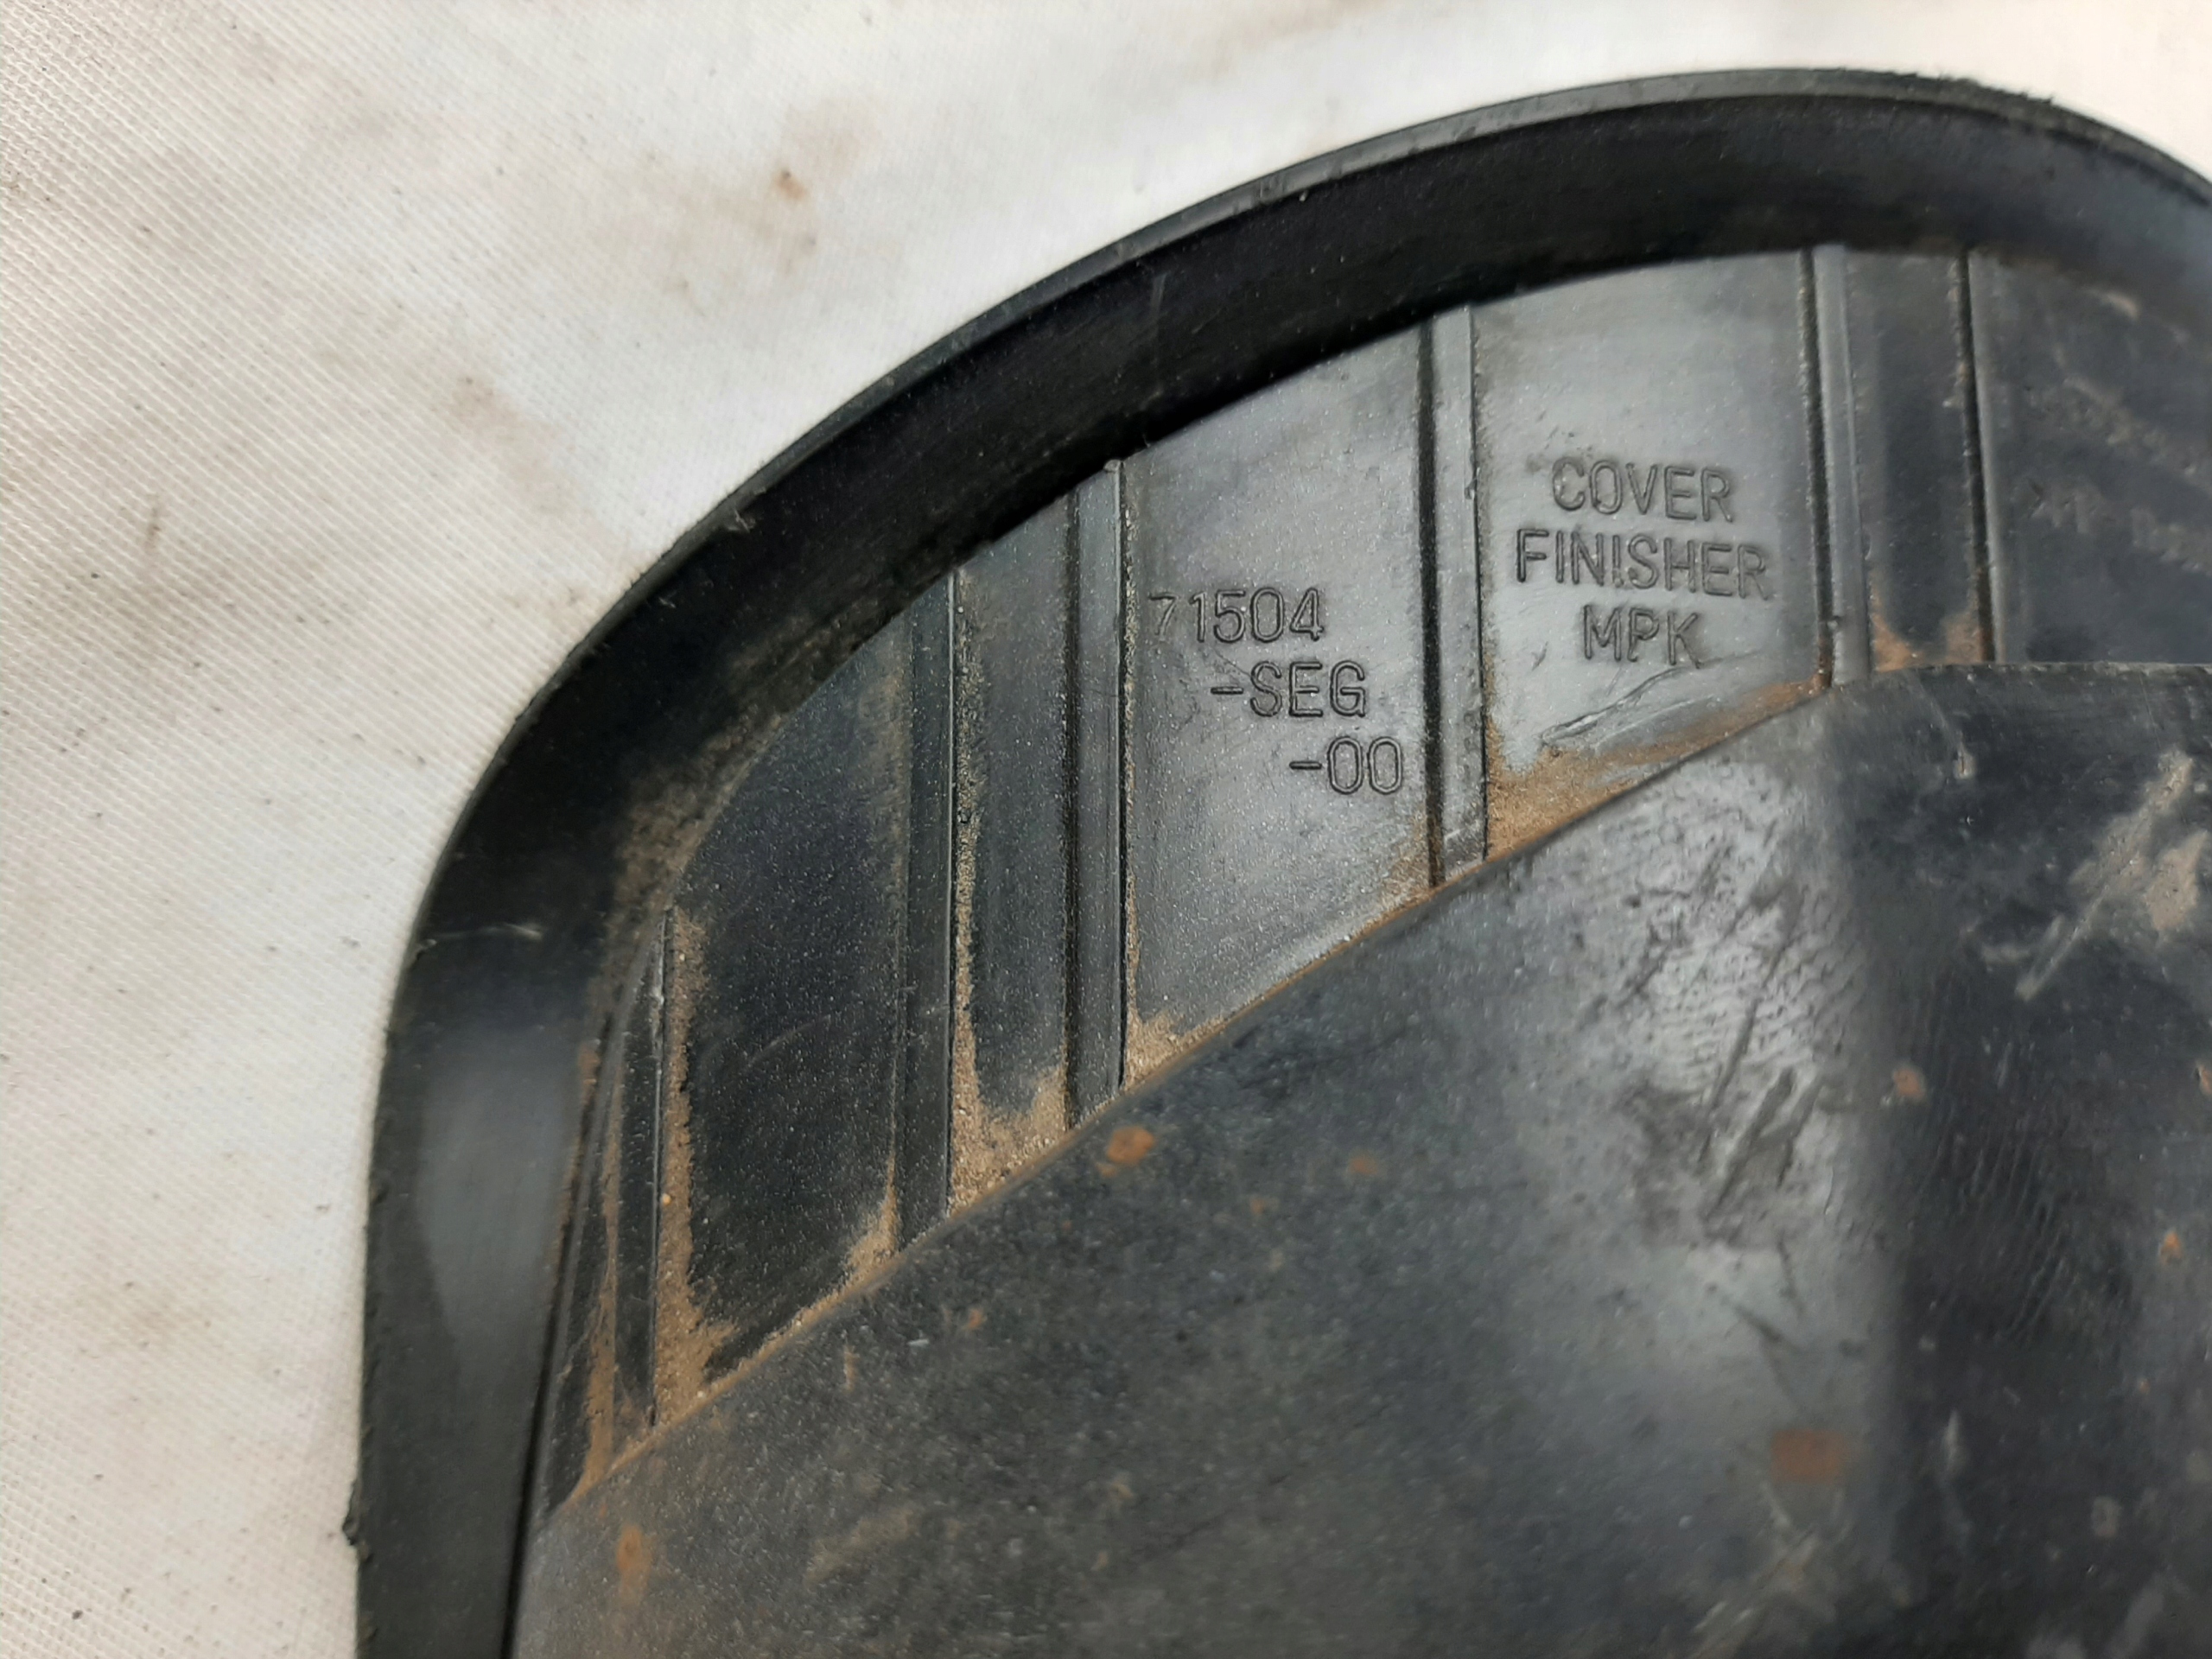 71504
-SEG
-00
COVER
FINISHER
MPK